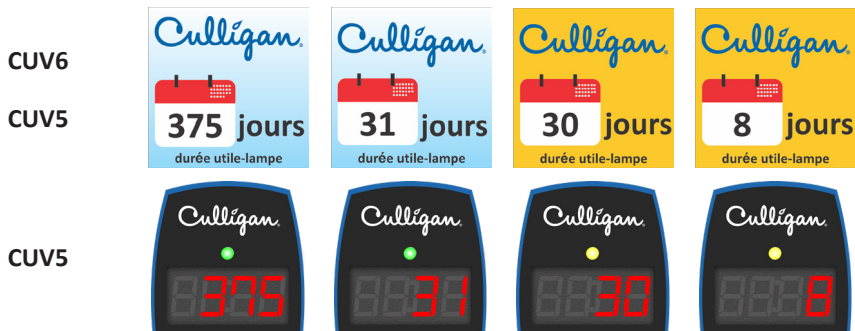 CUV6
CUV5
Culligan®
375 jours
durée utile-lampe
Culligan®
31 jours
durée utile-lampe
Culligan®
30 jours
durée utile-lampe
Culligan®
8 jours
durée utile-lampe
CUV5
Culligan®
375
Culligan®
31
Culligan®
30
Culligan®
8